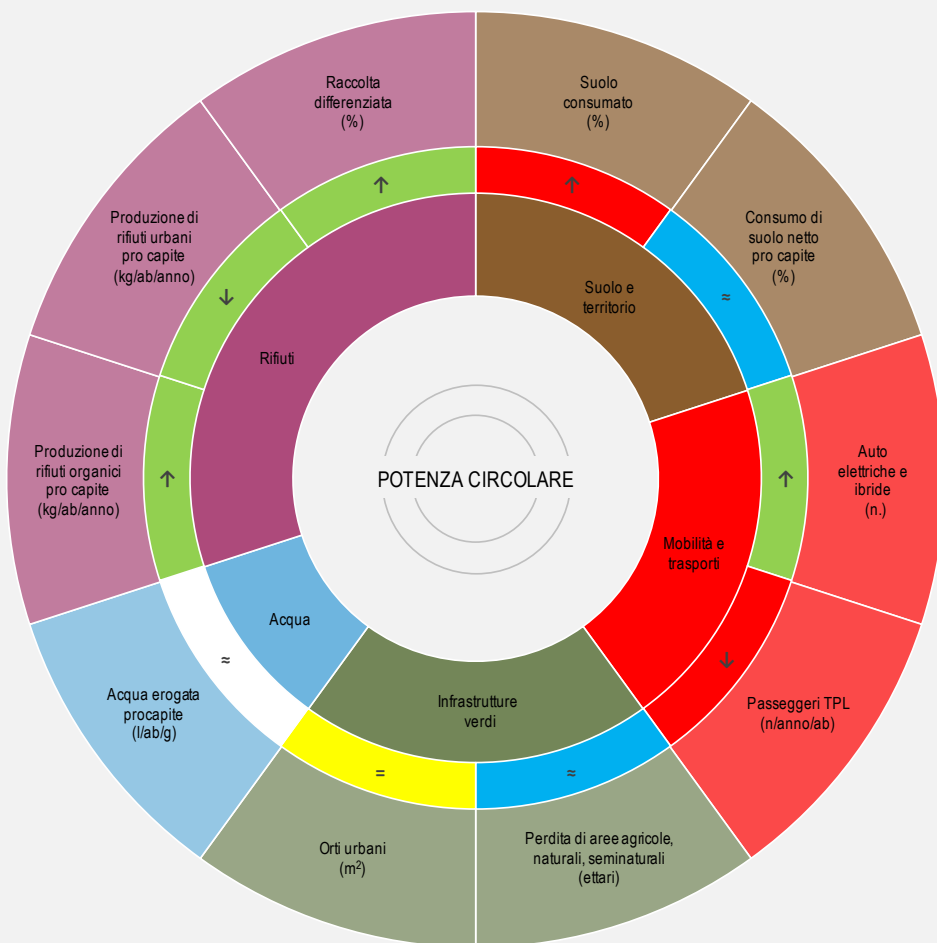 Raccolta
differenziata
(%)
↑
Suolo
consumato
(%)
↑
Produzione di
rifiuti urbani
pro capite
(kg/ab/anno)
↓
Consumo di
suolo netto
pro capite
(%)
≈
Rifiuti
Suolo e
territorio
Produzione di
rifiuti organici
pro capite
(kg/ab/anno)
↑
POTENZA CIRCOLARE
Auto
elettriche e
ibride
(n.)
↑
Mobilità e
trasporti
Acqua
Acqua erogata
procapite
(l/ab/g)
≈
Infrastrutture
verdi
Passeggeri TPL
(n/anno/ab)
↓
=
≈
Orti urbani
(m²)
Perdita di aree agricole,
naturali, seminaturali
(ettari)